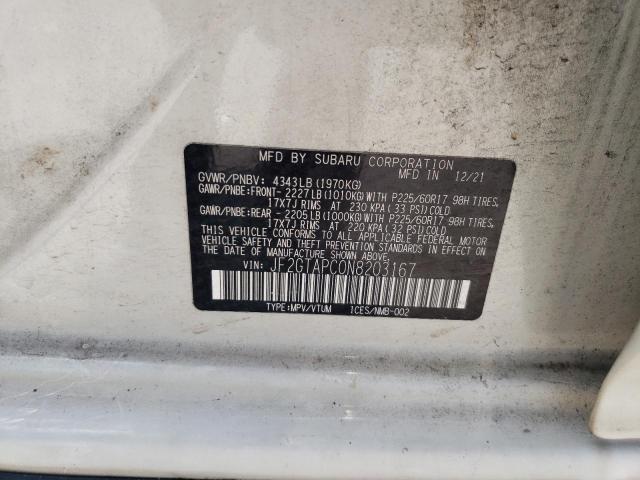 MFD BY SUBARU CORPORATION 12/21
GVWR/PNBV: 4343LB (1970KG)
GAWR/PNBE:FRONT- 2227LB (1010KG) WITH P225/60R17 98H TIRES,
17X7J RIMS AT 230 KPA (33 PSI) COLD
GAWR/PNBE:REAR - 2205LB (1000KG) WITH P225/60R17 98H TIRES,
17X7J RIMS AT 220 KPA (32 PSI) COLD
THIS VEHICLE CONFORMS TO ALL APPLICABLE FEDERAL MOTOR
VEHICLE SAFETY AND THEFT PREVENTION STANDARDS IN EFFECT ON
THE DATE OF MANUFACTURE SHOWN ABOVE.
VIN: JF2GTAPC0N8203167
TYPE:MPV/VTUM 1CES/NMB-002